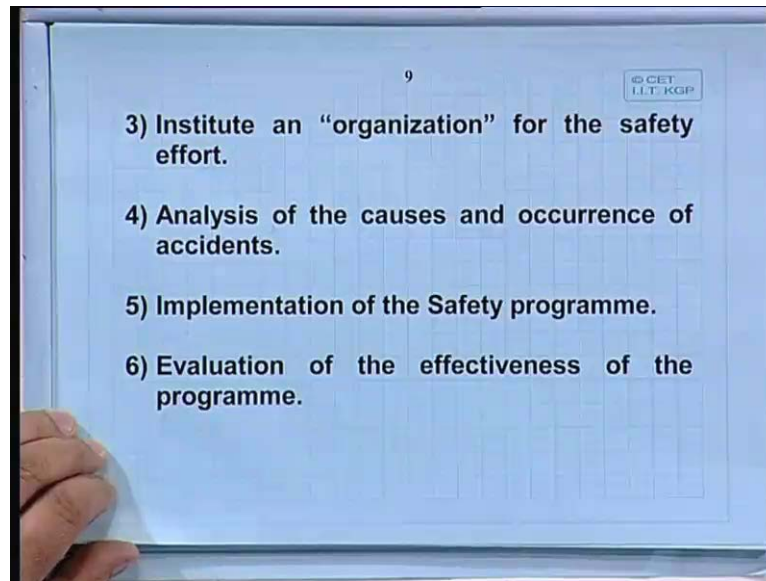 9
© CET
I.I.T. KGP
3) Institute an “organization” for the safety
effort.
4) Analysis of the causes and occurrence of
accidents.
5) Implementation of the Safety programme.
6) Evaluation of the effectiveness of the
programme.